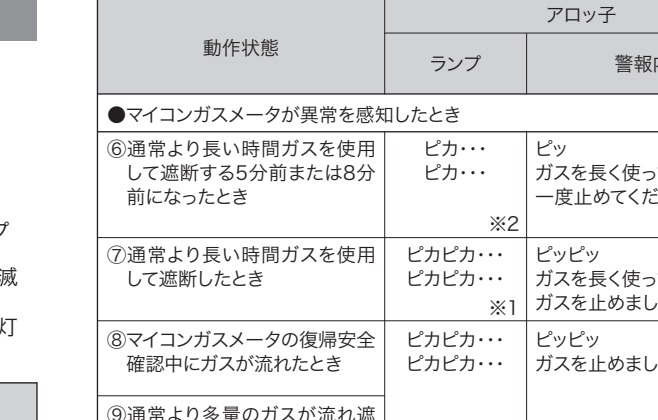 動作状態
アロッ子
ランプ
警報
●マイコンガスメータが異常を感知したとき
⑥通常より長い時間ガスを使用
して遮断する5分前または8分
前になったとき
ピカ・・・
ピカ・・・
※2
ピッ
ガスを長く使っ
一度止めてくだ
⑦通常より長い時間ガスを使用
して遮断したとき
ピカピカ・・・
ピカピカ・・・
※1
ピッピッ
ガスを長く使っ
ガスを止めまし
⑧マイコンガスメータの復帰安全
確認中にガスが流れたとき
ピカピカ・・・
ピカピカ・・・
ピッピッ
ガスを止めまし
⑨通常より多量のガスが流れ遮
プ
滅
灯